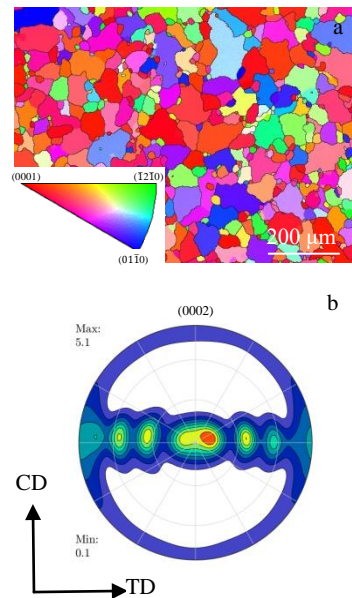 a
(0001)
(1̄21̄0)
(011̄0)
200 μm
b
(0002)
Max:
5.1
CD
Min:
0.1
TD